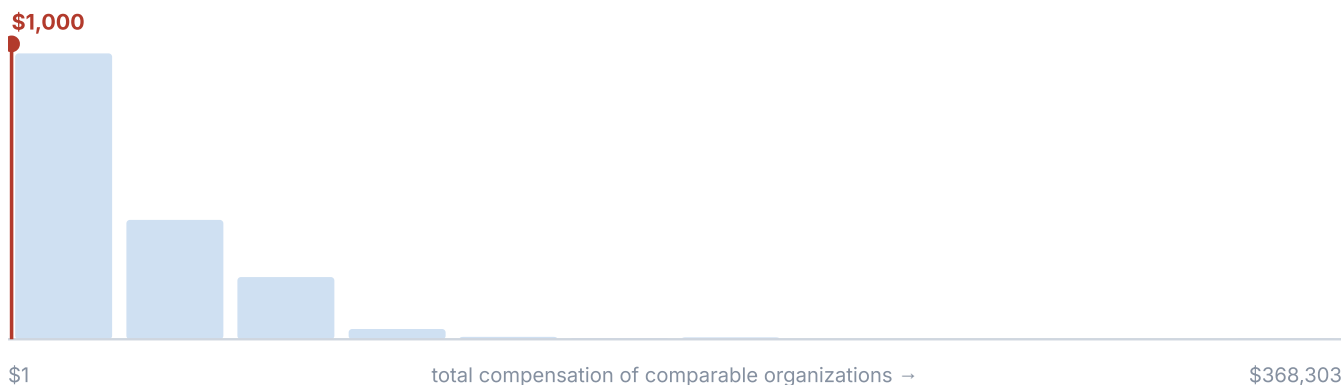 $1,000
$1 total compensation of comparable organizations → $368,303